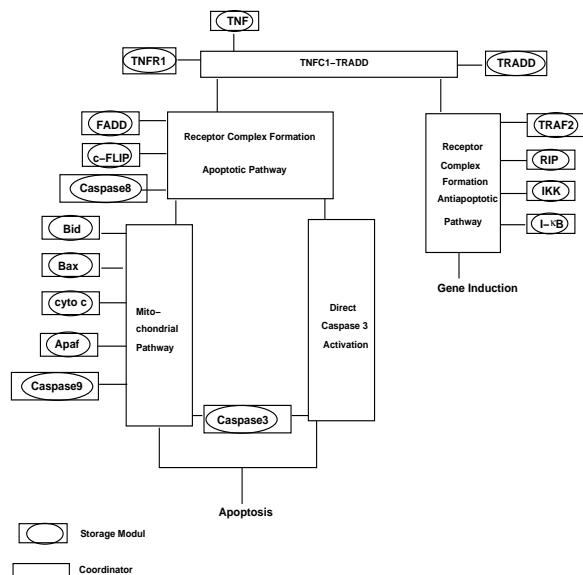 TNF
TNFR1
TNFC1–TRADD
TRADD
FADD
c–FLIP
Caspase8
Receptor Complex Formation
Apoptotic Pathway
TRAF2
RIP
IKK
I–κB
Receptor
Complex
Formation
Antiapoptotic
Pathway
Gene Induction
Bid
Bax
cyto c
Apaf
Caspase9
Mito–
chondrial
Pathway
Direct
Caspase 3
Activation
Caspase3
Apoptosis
Storage Modul
Coordinator